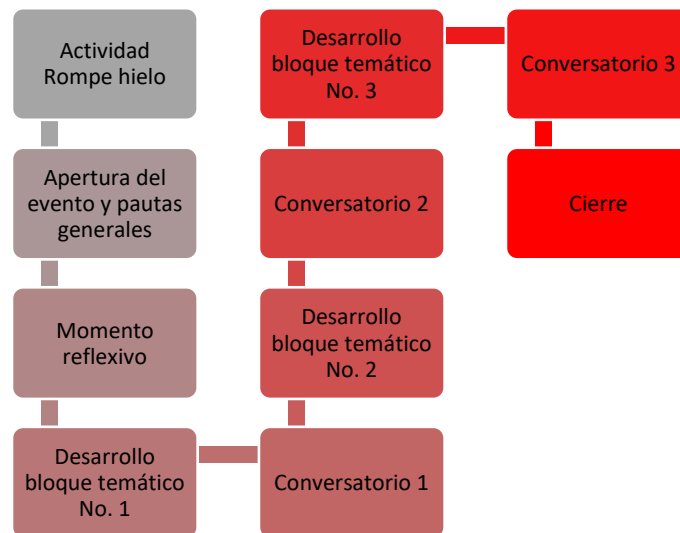 Actividad
Rompe hielo
Apertura del
evento y pautas
generales
Momento
reflexivo
Desarrollo
bloque temático
No. 1
Conversatorio 1
Desarrollo
bloque temático
No. 2
Conversatorio 2
Desarrollo
bloque temático
No. 3
Conversatorio 3
Cierre